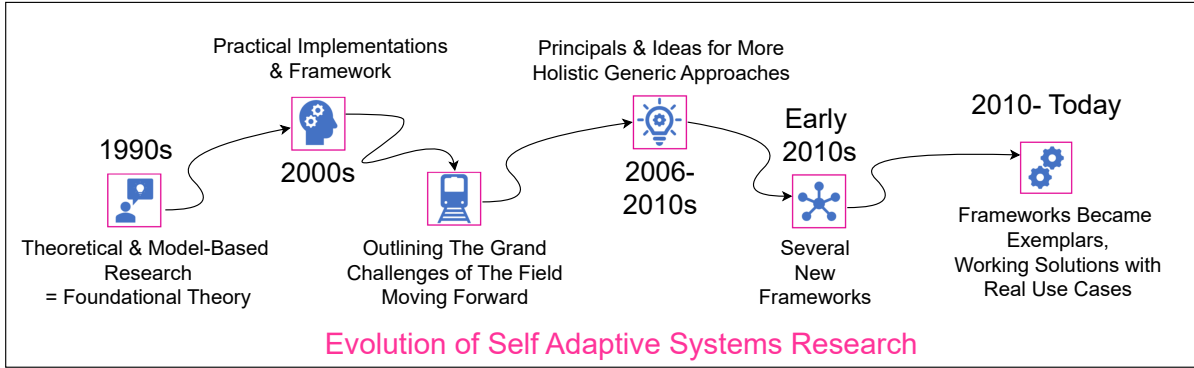 1990s
Theoretical & Model-Based
Research
= Foundational Theory
Practical Implementations
& Framework
2000s
Outlining The Grand
Challenges of The Field
Moving Forward
Principals & Ideas for More
Holistic Generic Approaches
2006-
2010s
Early
2010s
Several
New
Frameworks
2010- Today
Frameworks Became
Exemplars,
Working Solutions with
Real Use Cases
Evolution of Self Adaptive Systems Research